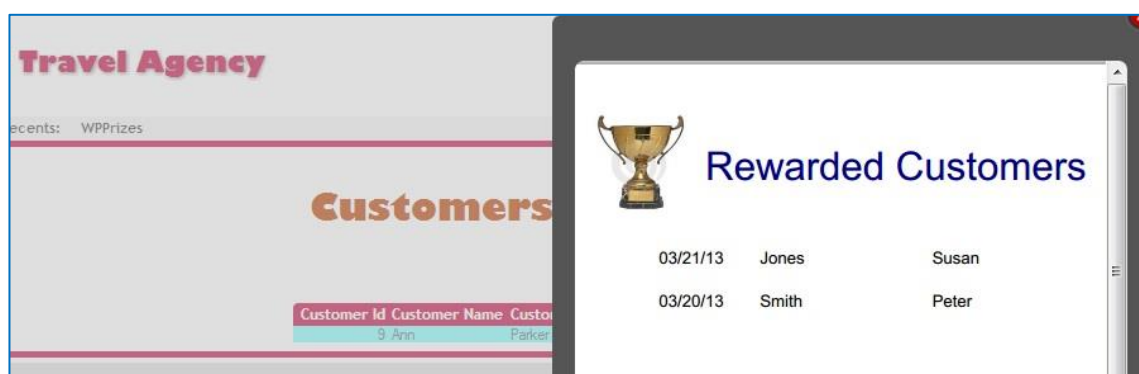 Travel Agency
ecents: WPPrizes
Customers
Customer Id Customer Name Custo
9 Ann Parker
Rewarded Customers
03/21/13 Jones Susan
03/20/13 Smith Peter